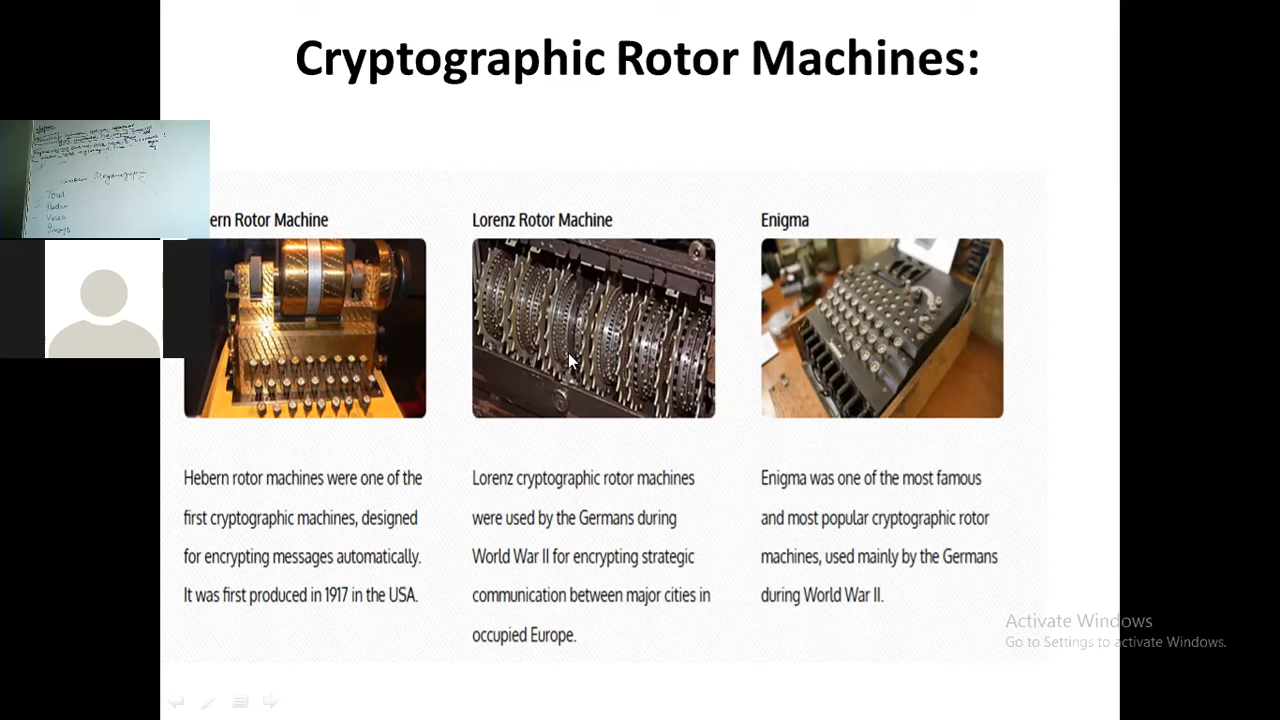 Cryptographic Rotor Machines:
ern Rotor Machine
Lorenz Rotor Machine
Enigma
Hebern rotor machines were one of the
first cryptographic machines, designed
for encrypting messages automatically.
It was first produced in 1917 in the USA.
Lorenz cryptographic rotor machines
were used by the Germans during
World War II for encrypting strategic
communication between major cities in
occupied Europe.
Enigma was one of the most famous
and most popular cryptographic rotor
machines, used mainly by the Germans
during World War II.
Activate Windows
Go to Settings to activate Windows.